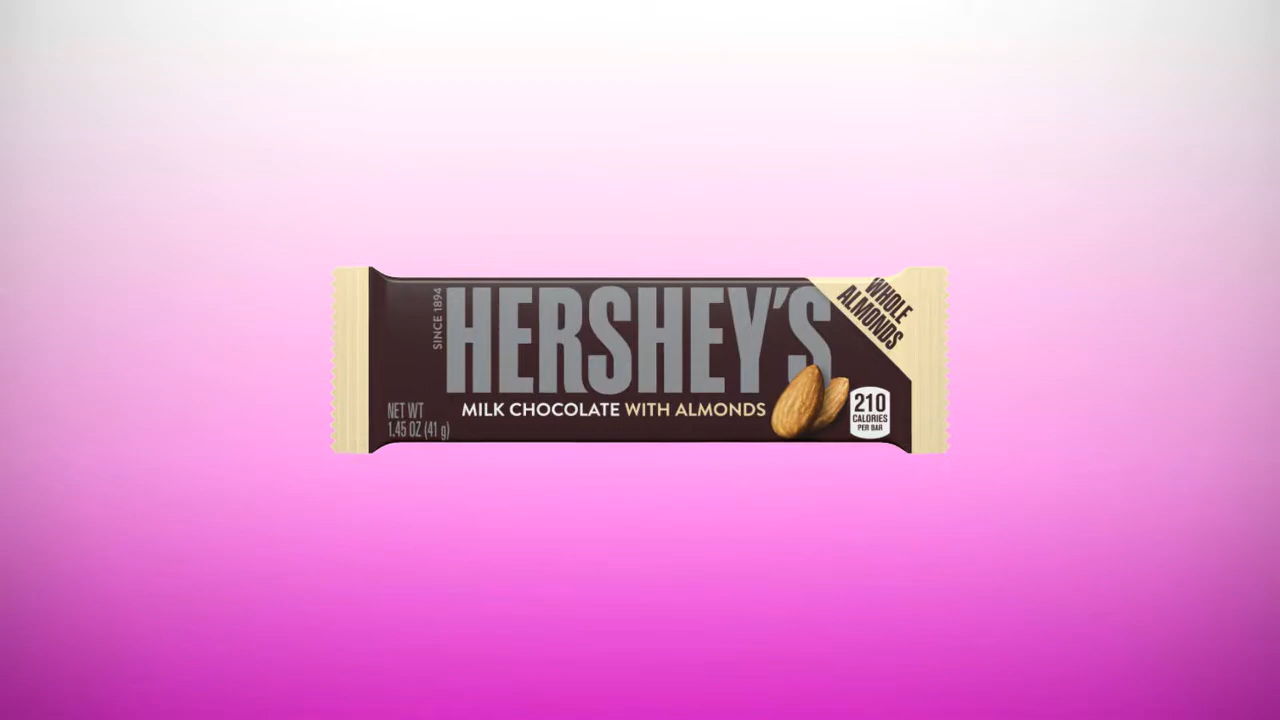 SINCE 1894
HERSHEY'S
WHOLE
ALMONDS
MILK CHOCOLATE WITH ALMONDS
NET WT
1.45 OZ (41 g)
210
CALORIES
PER BAR